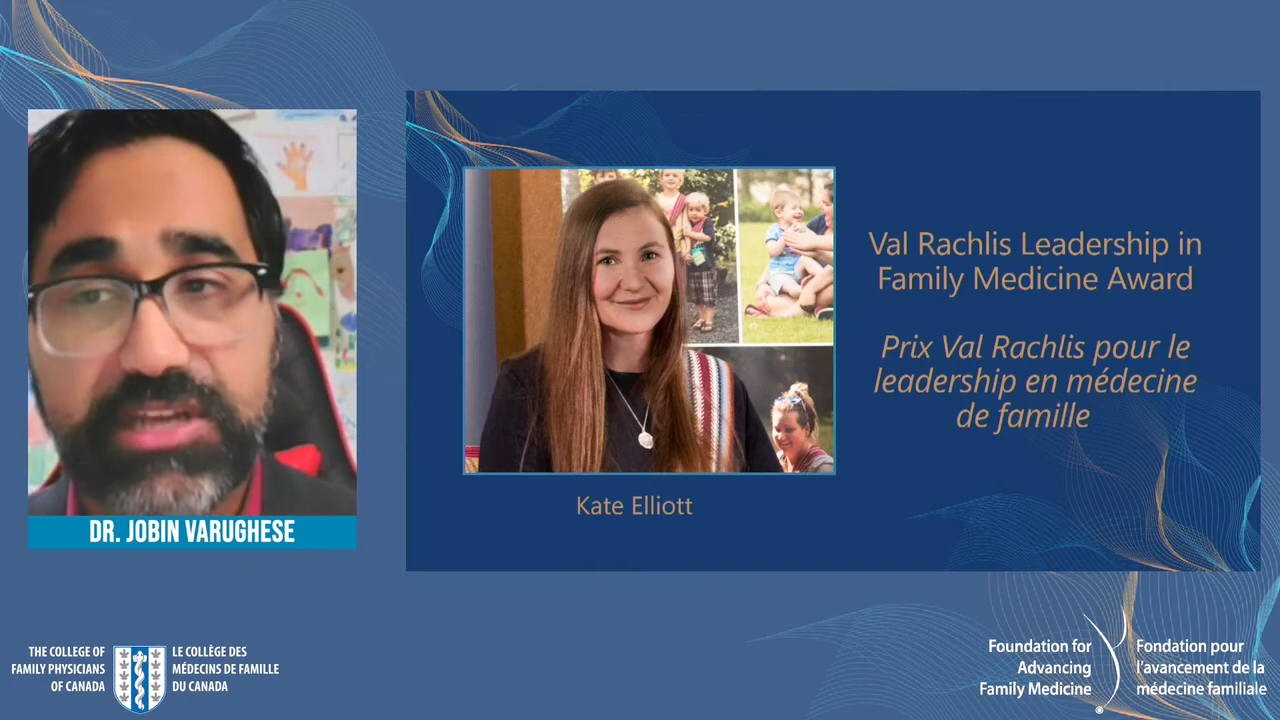 DR. JOBIN VARUGHESE
Val Rachlis Leadership in
Family Medicine Award
Prix Val Rachlis pour le
leadership en médecine
de famille
Kate Elliott
THE COLLEGE OF
FAMILY PHYSICIANS
OF CANADA
LE COLLÈGE DES
MÉDECINS DE FAMILLE
DU CANADA
Foundation for
Advancing
Family Medicine
Fondation pour
l'avancement de la
médecine familiale